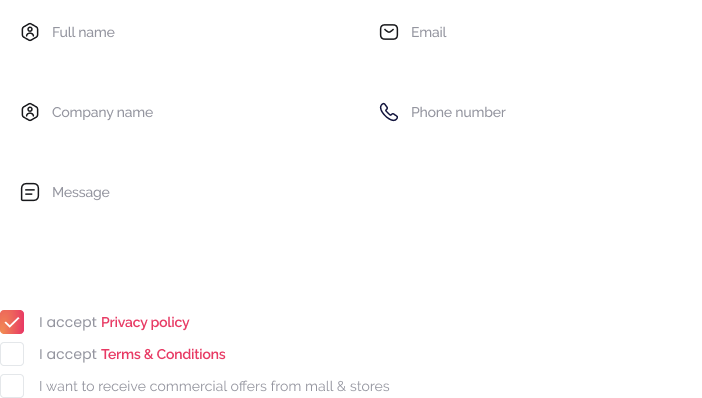 Full name
Email
Company name
Phone number
Message
I accept Privacy policy
I accept Terms & Conditions
I want to receive commercial offers from mall & stores